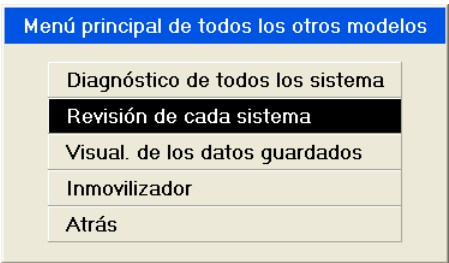 Menú principal de todos los otros modelos
Diagnóstico de todos los sistema
Revisión de cada sistema
Visual. de los datos guardados
Inmovilizador
Atrás